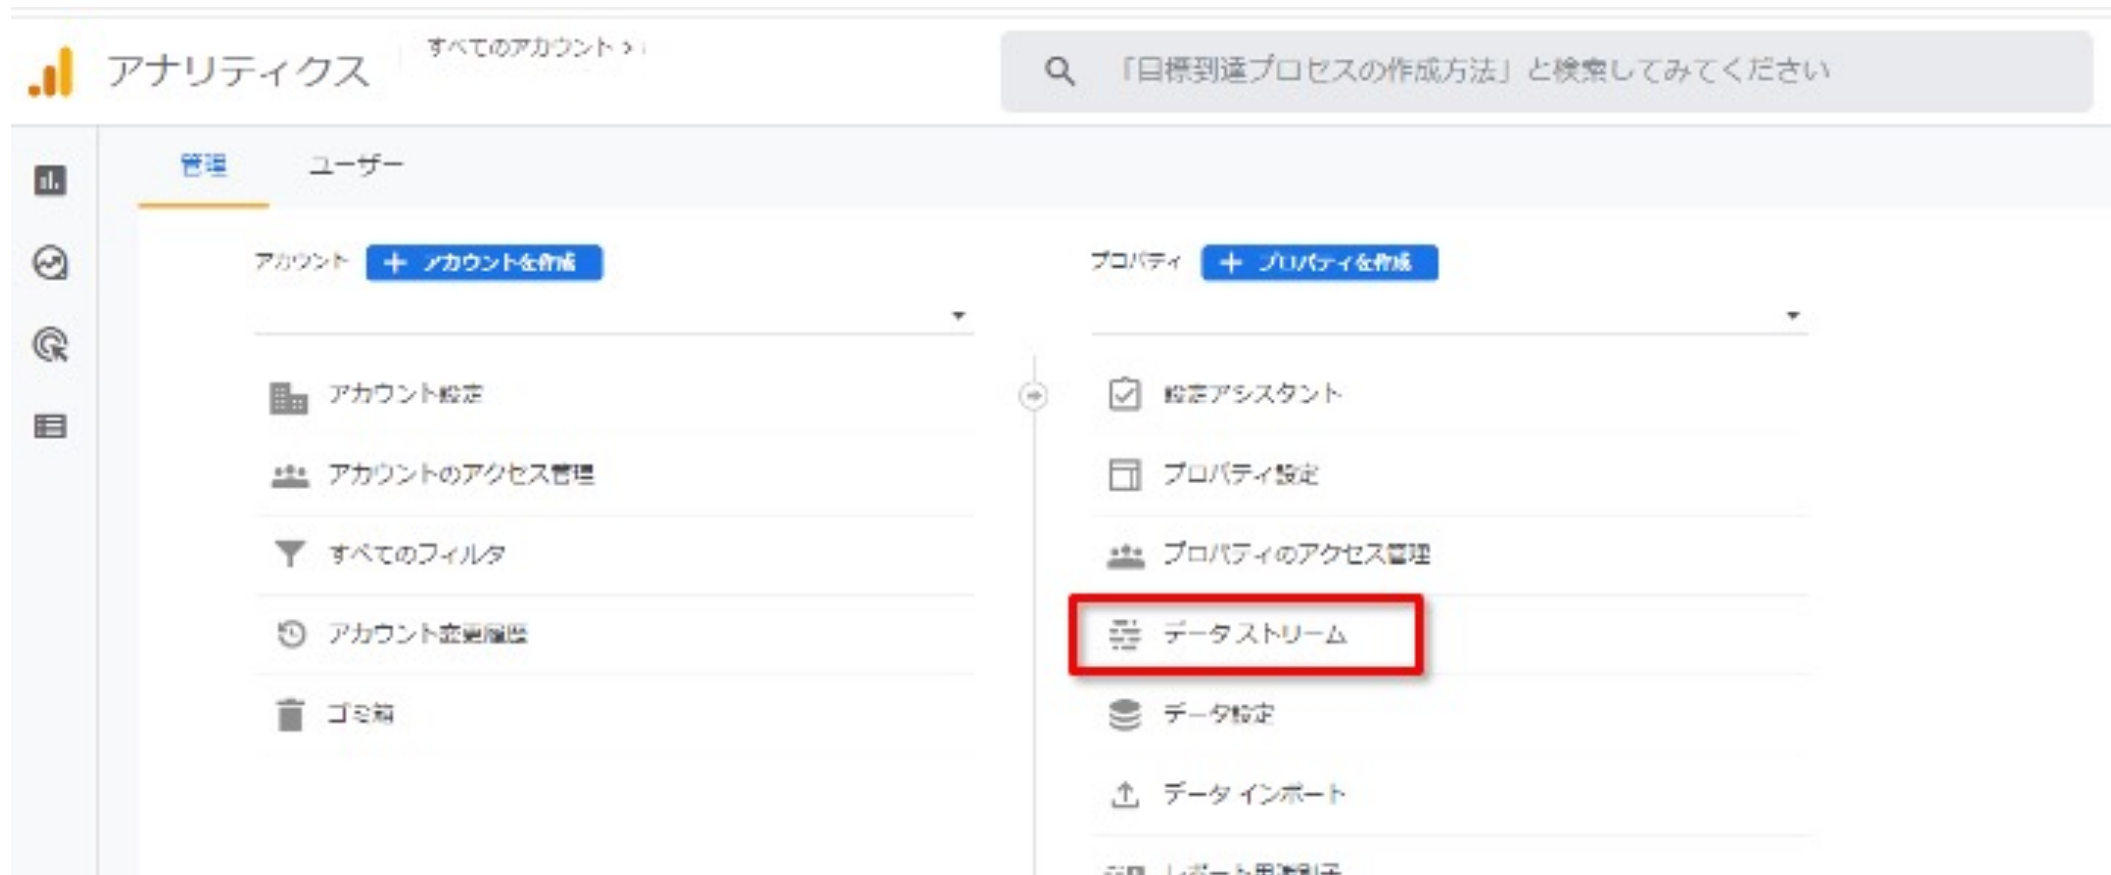 アナリティクス
すべてのアカウント >
「目標到達プロセスの作成方法」と検索してみてください
管理
ユーザー
アカウント
+ アカウントを作成
アカウント設定
アカウントのアクセス管理
すべてのフィルタ
アカウント変更履歴
ゴミ箱
プロパティ
+ プロパティを作成
設定アシスタント
プロパティ設定
プロパティのアクセス管理
データ ストリーム
データ設定
データ インポート